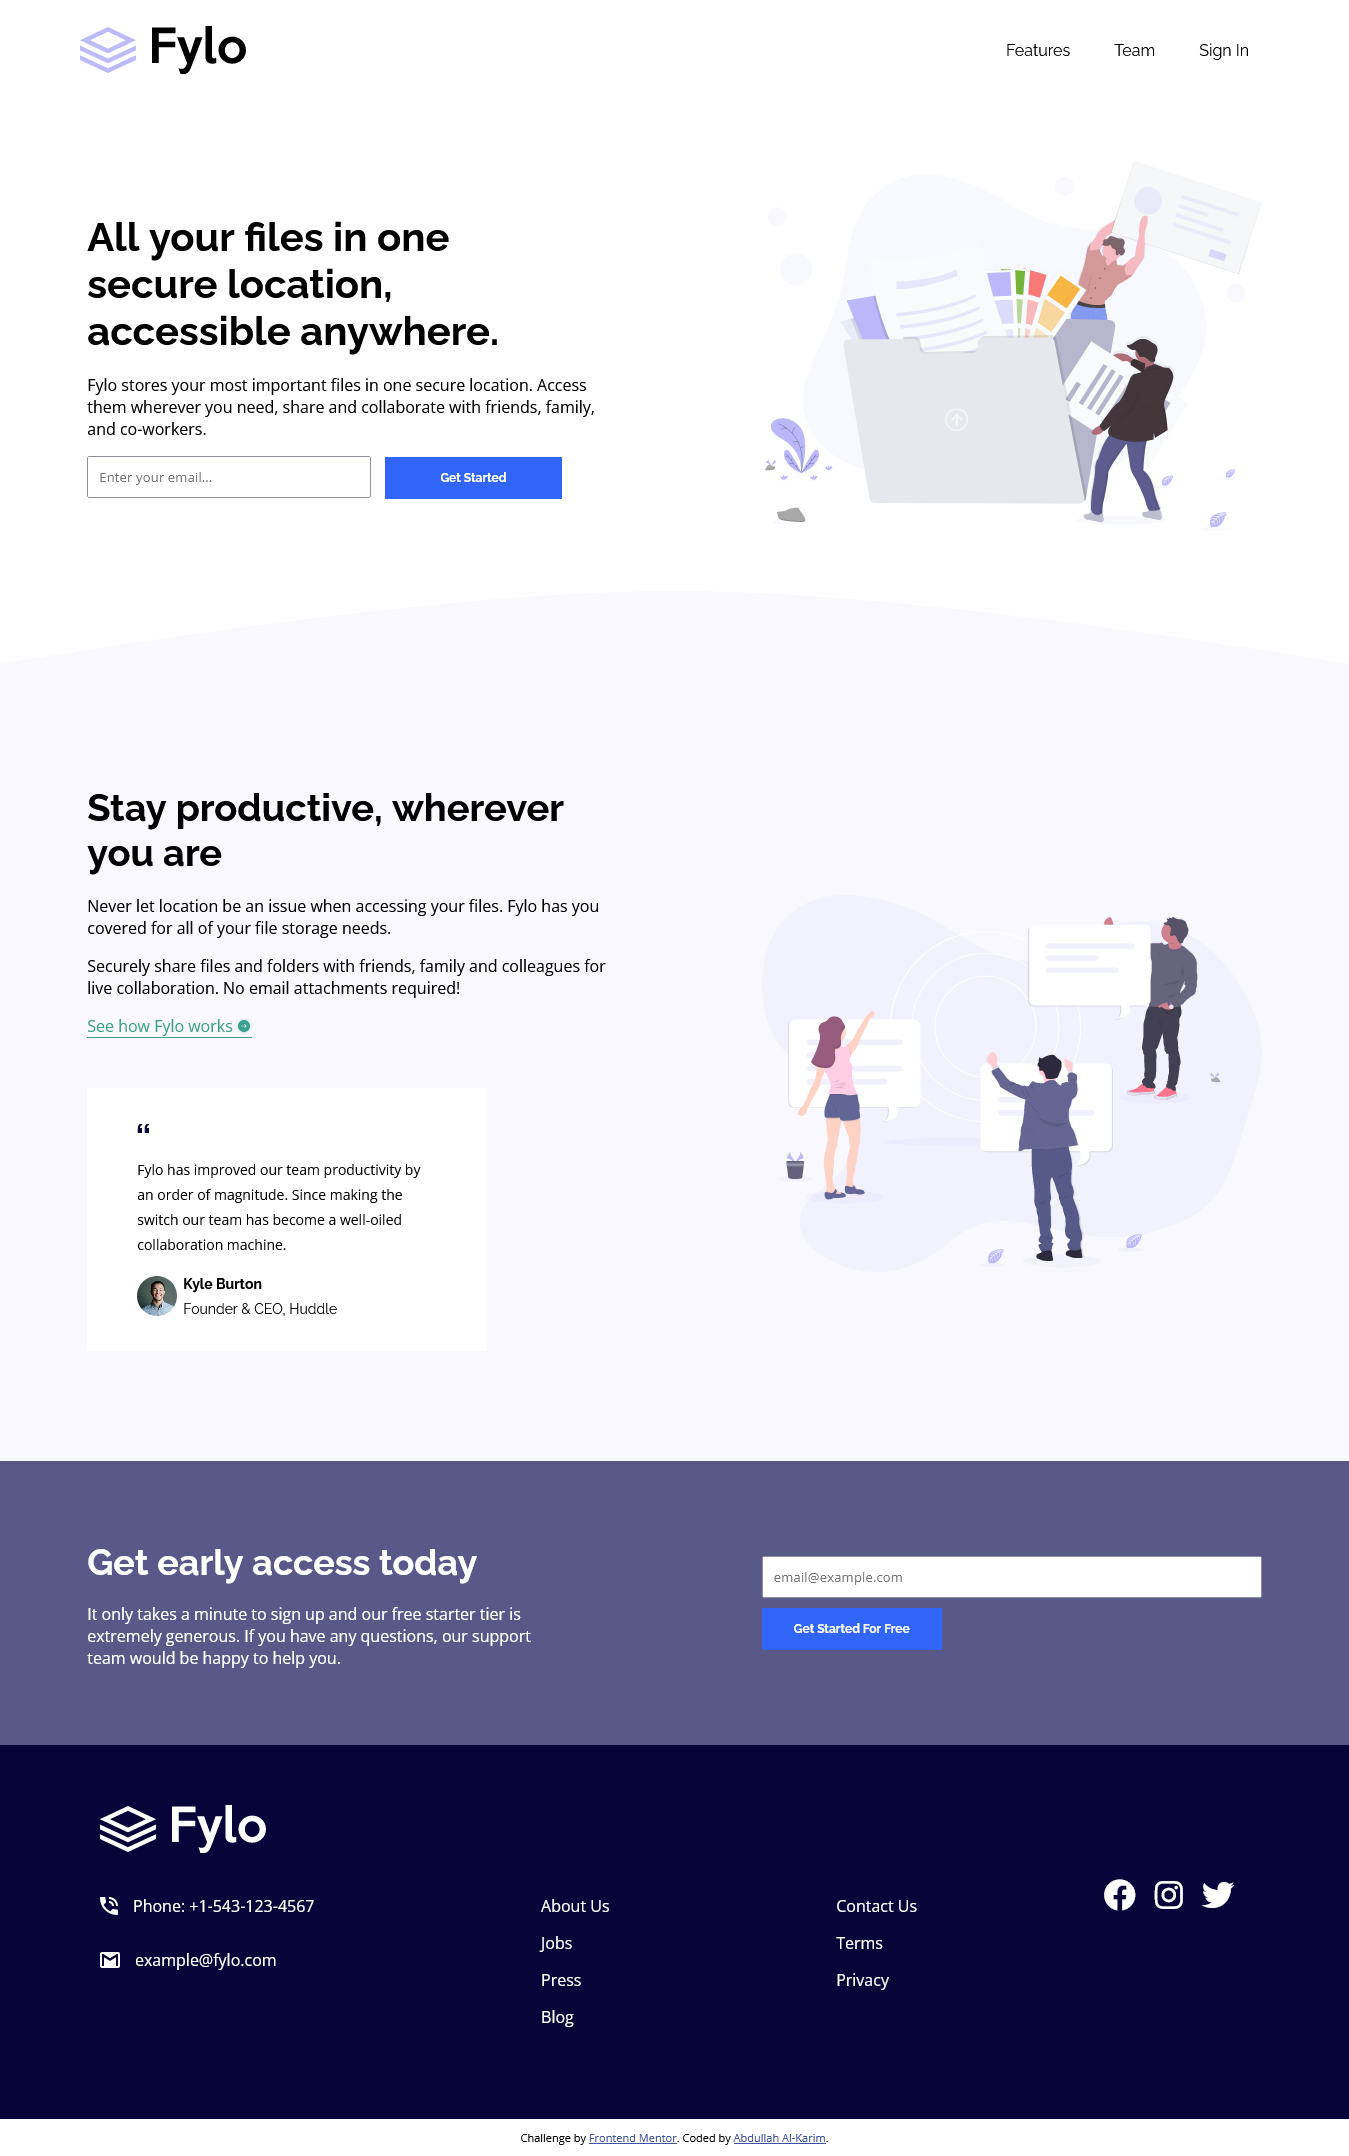 Fylo
Features Team Sign In
All your files in one
secure location,
accessible anywhere.
Fylo stores your most important files in one secure location. Access
them wherever you need, share and collaborate with friends, family,
and co-workers.
Enter your email...
Get Started
Stay productive, wherever
you are
Never let location be an issue when accessing your files. Fylo has you
covered for all of your file storage needs.
Securely share files and folders with friends, family and colleagues for
live collaboration. No email attachments required!
See how Fylo works
“
Fylo has improved our team productivity by
an order of magnitude. Since making the
switch our team has become a well-oiled
collaboration machine.
Kyle Burton
Founder & CEO, Huddle
Get early access today
It only takes a minute to sign up and our free starter tier is
extremely generous. If you have any questions, our support
team would be happy to help you.
email@example.com
Get Started For Free
Fylo
Phone: +1-543-123-4567
example@fylo.com
About Us
Jobs
Press
Blog
Contact Us
Terms
Privacy
Challenge by Frontend Mentor. Coded by Abdullah Al-Karim.